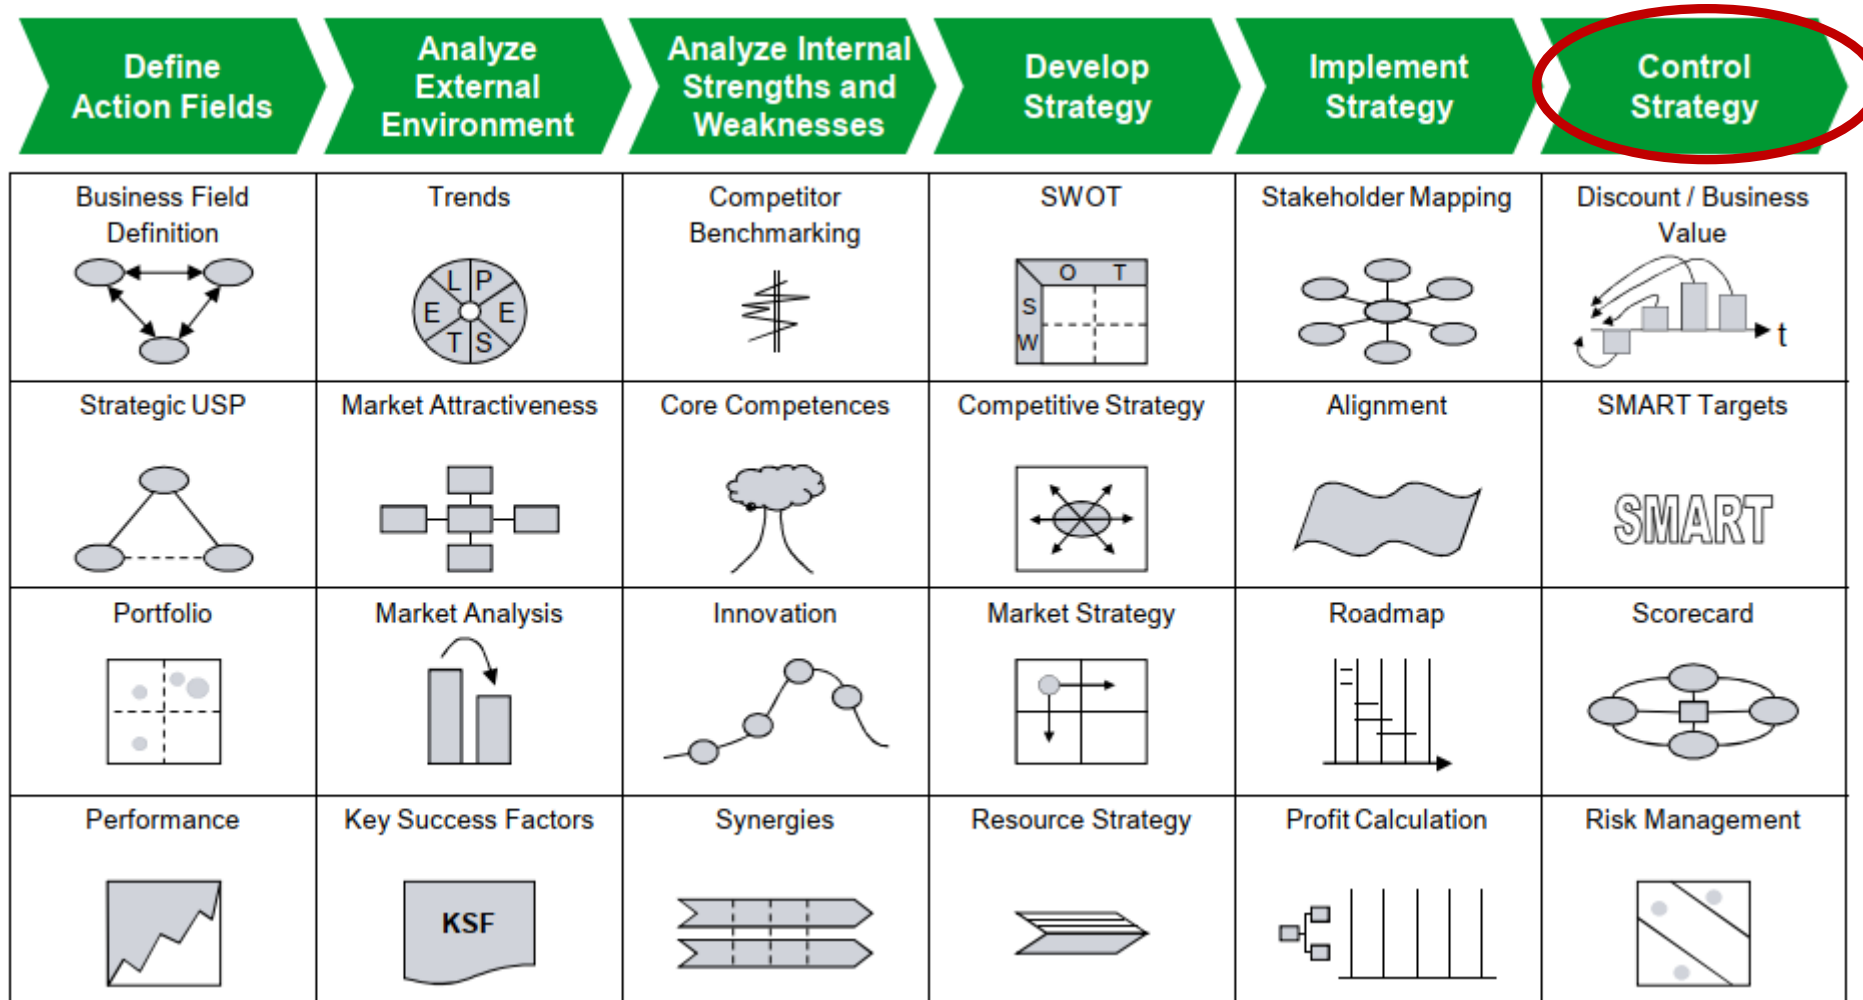 Define
Action Fields
Analyze
External
Environment
Analyze Internal
Strengths and
Weaknesses
Develop
Strategy
Implement
Strategy
Control
Strategy
Business Field
Definition
Trends
L P
E E
T S
Competitor
Benchmarking
SWOT
O T
S
W
Stakeholder Mapping
Discount / Business
Value
t
Strategic USP
Market Attractiveness
Core Competences
Competitive Strategy
Alignment
SMART Targets
SMART
Portfolio
Market Analysis
Innovation
Market Strategy
Roadmap
Scorecard
Performance
Key Success Factors
KSF
Synergies
Resource Strategy
Profit Calculation
Risk Management